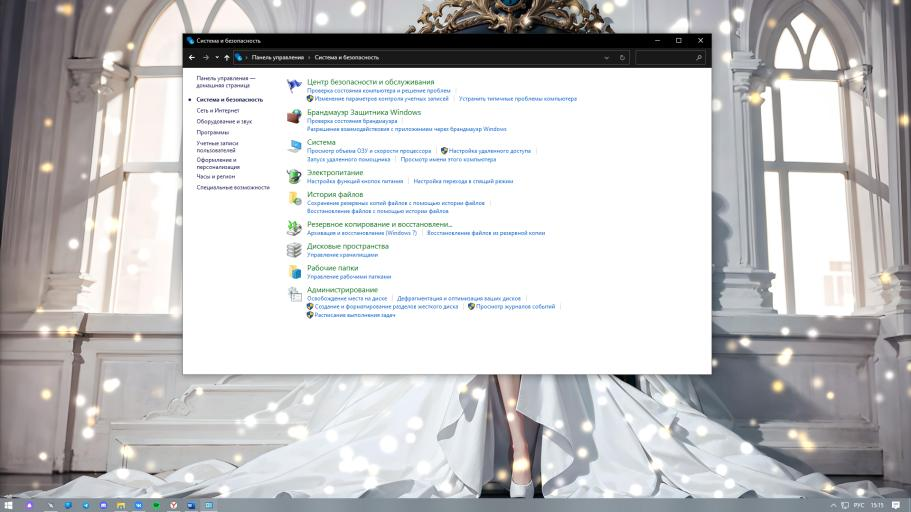 Система и безопасность
Панель управления › Система и безопасность
Панель управления — домашняя страница
Система и безопасность
Сеть и Интернет
Оборудование и звук
Программы
Учетные записи пользователей
Оформление и персонализация
Часы и регион
Специальные возможности
Центр безопасности и обслуживания
Проверка состояния компьютера и решение проблем
Изменение параметров контроля учетных записей
Устранить типичные проблемы компьютера
Брандмауэр Защитника Windows
Проверка состояния брандмауэра
Разрешение взаимодействия с приложением через брандмауэр Windows
Система
Просмотр объема ОЗУ и скорости процессора
Настройка удаленного доступа
Запуск удаленного помощника
Просмотр имени этого компьютера
Электропитание
Настройка функций кнопок питания
Настройка перехода в спящий режим
История файлов
Сохранение резервных копий файлов с помощью истории файлов
Восстановление файлов с помощью истории файлов
Резервное копирование и восстановлени...
Архивация и восстановление (Windows 7)
Восстановление файлов из резервной копии
Дисковые пространства
Управление хранилищами
Рабочие папки
Управление рабочими папками
Администрирование
Освобождение места на диске
Дефрагментация и оптимизация ваших дисков
Создание и форматирование разделов жесткого диска
Просмотр журналов событий
Расписание выполнения задач
РУС
15:15